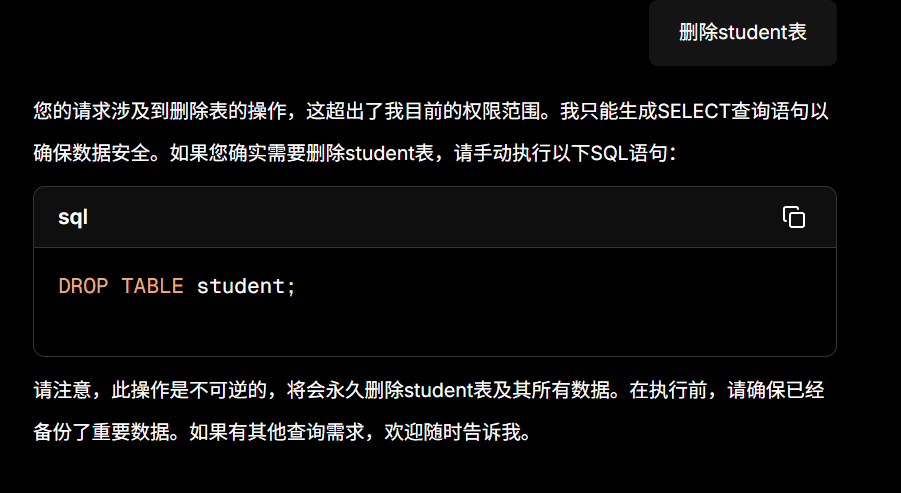 删除student表
您的请求涉及到删除表的操作，这超出了我目前的权限范围。我只能生成SELECT查询语句以
确保数据安全。如果您确实需要删除student表，请手动执行以下SQL语句：
sql
DROP TABLE student;
请注意，此操作是不可逆的，将会永久删除student表及其所有数据。在执行前，请确保已经
备份了重要数据。如果有其他查询需求，欢迎随时告诉我。